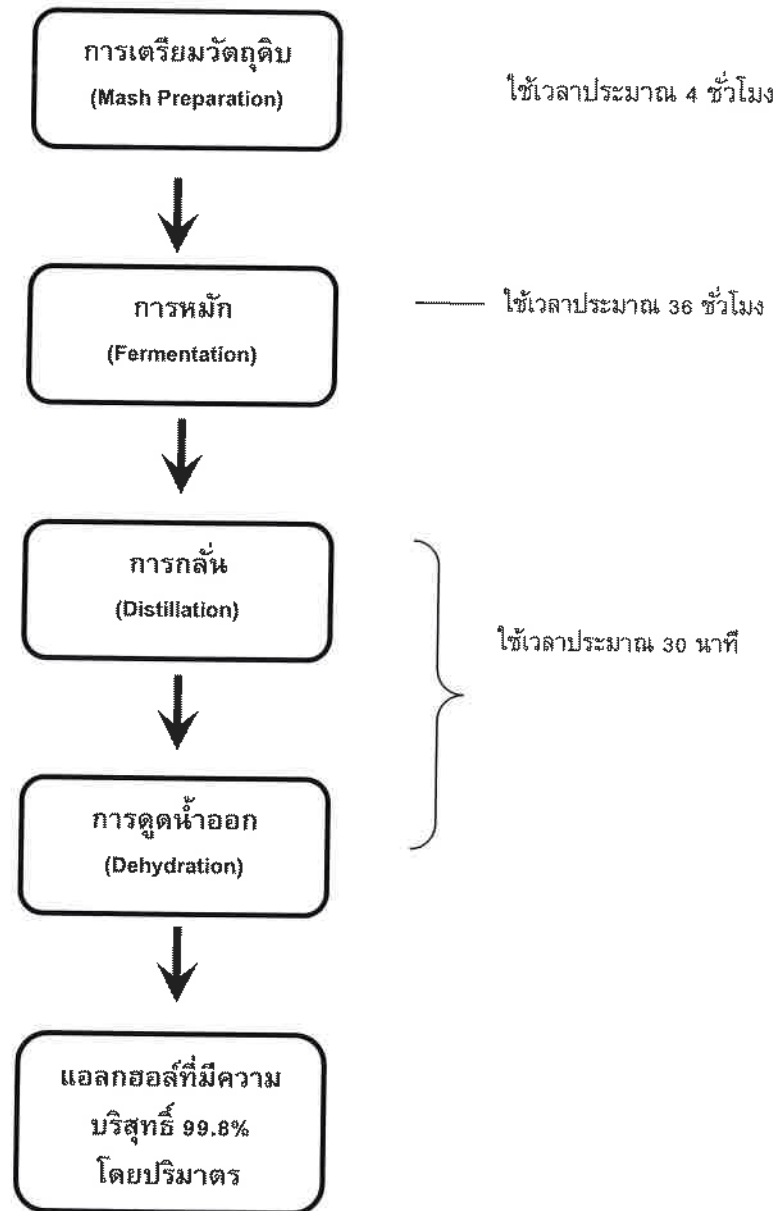 การเตรียมวัตถุดิบ
(Mash Preparation)
ใช้เวลาประมาณ 4 ชั่วโมง
การหมัก
(Fermentation)
ใช้เวลาประมาณ 36 ชั่วโมง
การกลั่น
(Distillation)
ใช้เวลาประมาณ 30 นาที
การดูดน้ำออก
(Dehydration)
แอลกฮอล์ที่มีความ
บริสุทธิ์ 99.8%
โดยปริมาตร